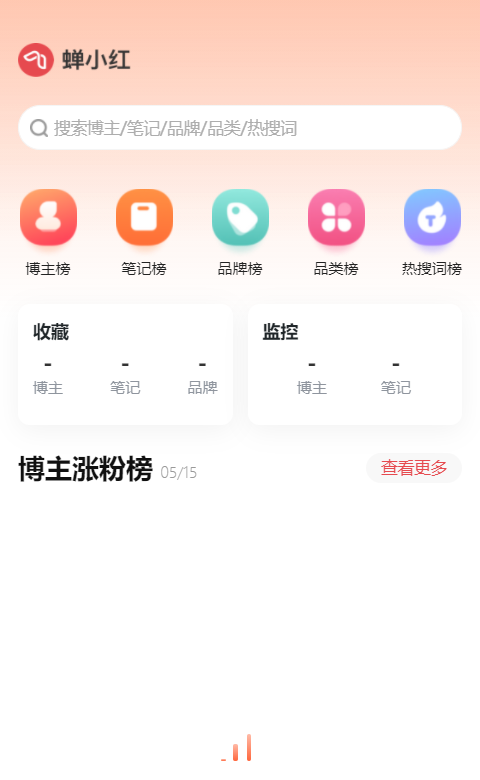 蝉小红
搜索博主/笔记/品牌/品类/热搜词
博主榜 笔记榜 品牌榜 品类榜 热搜词榜
收藏 监控
- - - - -
博主 笔记 品牌 博主 笔记
博主涨粉榜 05/15 查看更多